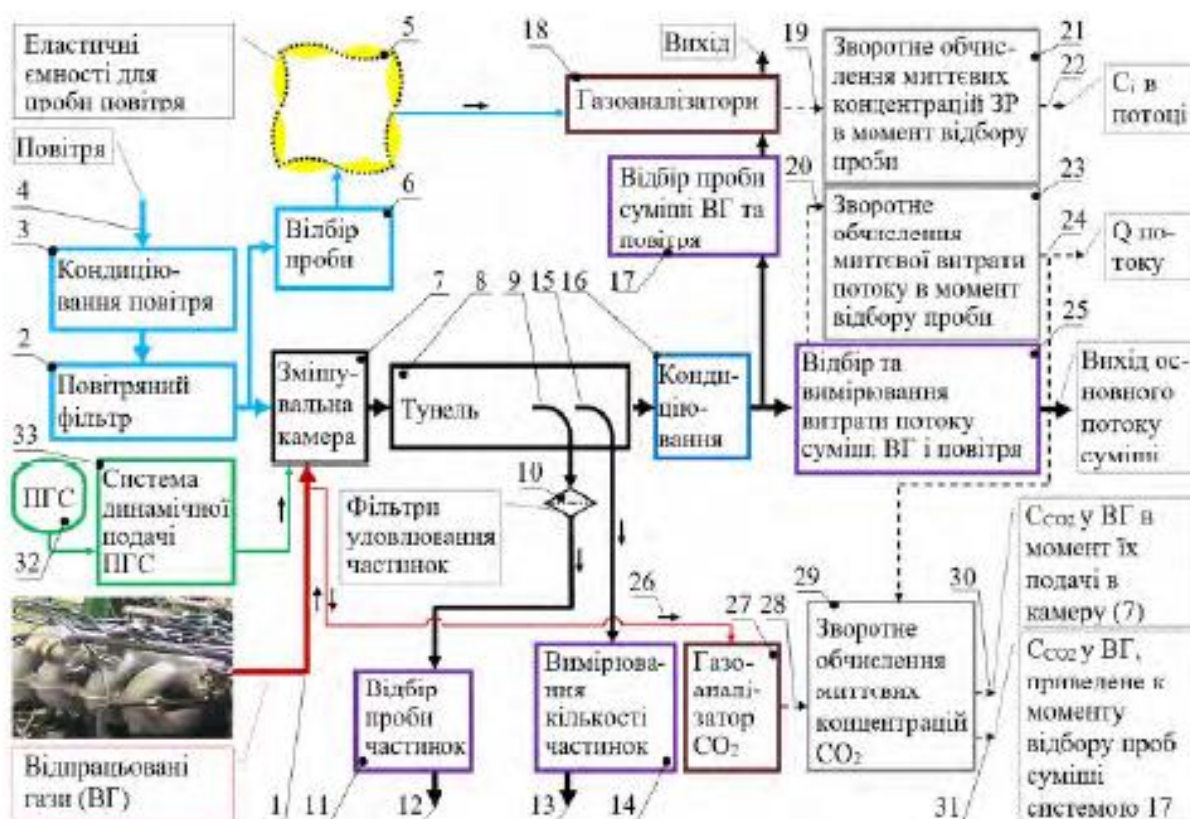 Еластичні
ємності для
проби повітря
5
18
Вихід
19
Зворотне обчис-
лення миттєвих
концентрацій ЗР
в момент відбору
проби
21
22
Сі в
потоці
Газоаналізатори
Повітря
4
3
Кондицію-
вання повітря
6
Вілбір
проби
Відбір проби
суміші ВГ та
повітря
17
20
Зворотне
обчислення
миттєвої витрати
потоку в момент
відбору проби
23
24
Q по-
току
2
Повітряний
фільтр
7
Змішу-
вальна
камера
8
Тунель
9
15
16
Конди-
цію-
вання
25
Відбір та
вимірювання
витрати потоку
суміші ВГ і повітря
Вихід ос-
новного
потоку
суміші
33
ПГС
32
Система
динамічної
подачі
ПГС
10
Фільтри
уловлювання
частинок
26
27
28
29
30
Зворотне
обчислення
миттєвих
концентрацій
CO₂
C_CO2 у ВГ в
момент їх
подачі в
камеру (7)
C_CO2 у ВГ,
приведене к
моменту
відбору проб
суміші
системою 17
31
Відпрацьовані
гази (ВГ)
1
Відбір
проби
частинок
11
12
Вимірюва-
ння
кількості
частинок
13
14
Газо-
аналі-
затор
CO₂